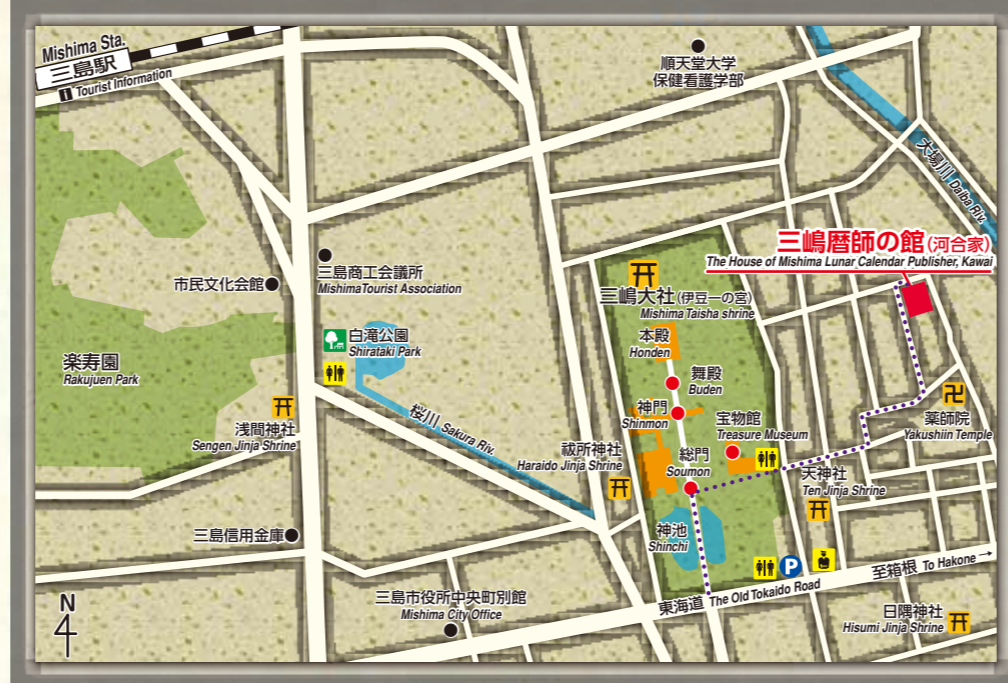 Mishima Sta.
三島駅
i Tourist Information
順天堂大学
保健看護学部
大場川 Daiba Riv.
三嶋暦師の館(河合家)
The House of Mishima Lunar Calendar Publisher, Kawai
市民文化会館
三島商工会議所
MishimaTourist Association
三嶋大社(伊豆一の宮)
Mishima Taisha shrine
本殿
Honden
白滝公園
Shirataki Park
楽寿園
Rakujuen Park
舞殿
Buden
神門
Shinmon
宝物館
Treasure Museum
薬師院
Yakushiin Temple
浅間神社
Sengen Jinja Shrine
桜川 Sakura Riv.
祓所神社
Haraido Jinja Shrine
総門
Soumon
天神社
Ten Jinja Shrine
三島信用金庫
神池
Shinchi
P
至箱根 To Hakone →
東海道 The Old Tokaido Road
三島市役所中央町別館
Mishima City Office
日隅神社
Hisumi Jinja Shrine
N